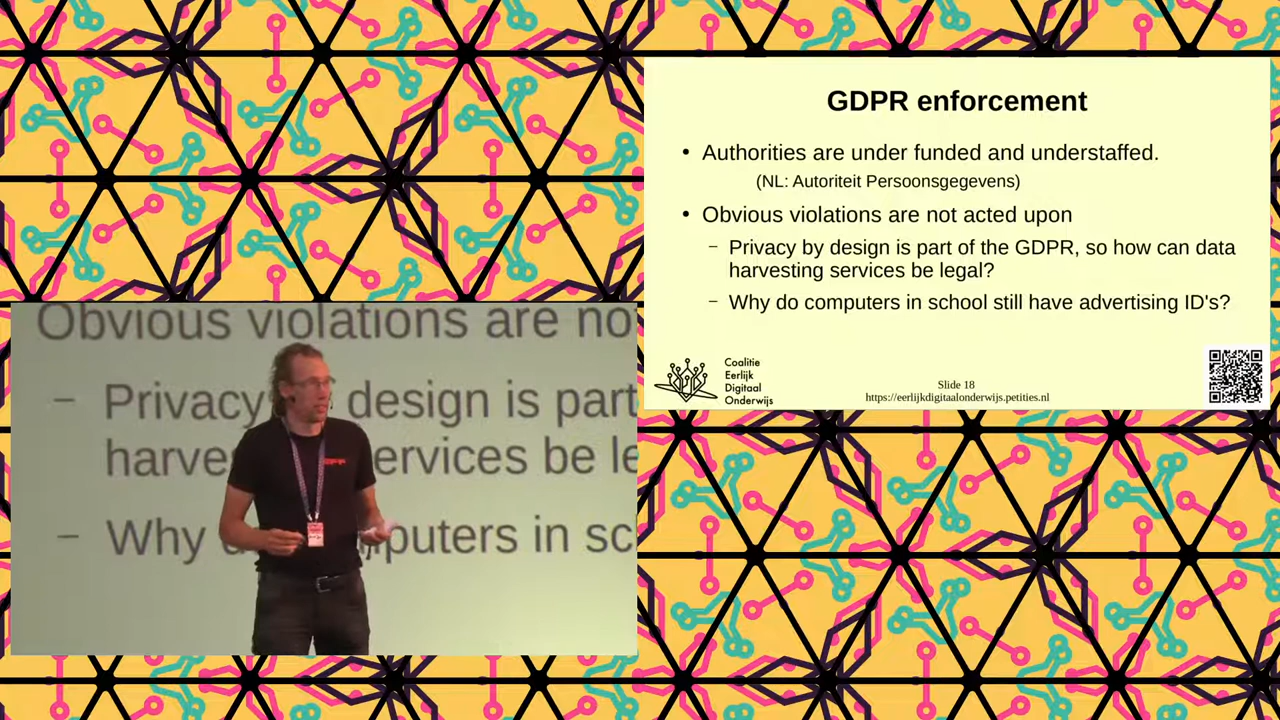 GDPR enforcement
• Authorities are under funded and understaffed.
(NL: Autoriteit Persoonsgegevens)
• Obvious violations are not acted upon
– Privacy by design is part of the GDPR, so how can data
harvesting services be legal?
– Why do computers in school still have advertising ID's?
Coalitie
Eerlijk
Digitaal
Onderwijs
Slide 18
https://eerlijkdigitaalonderwijs.petities.nl
Obvious violations are no
– Privacy design is part
harve ervices be le
– Why puters in sc